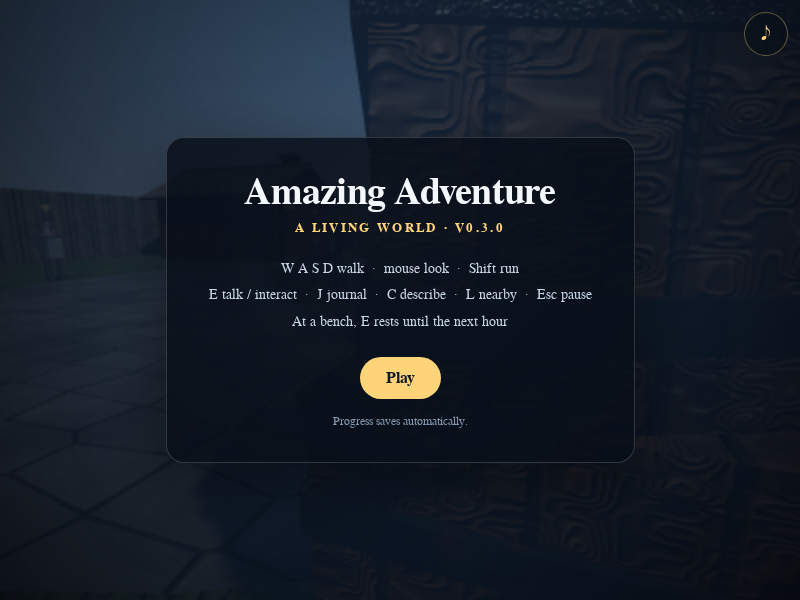 Amazing Adventure
A LIVING WORLD · V0.3.0
W A S D walk · mouse look · Shift run
E talk / interact · J journal · C describe · L nearby · Esc pause
At a bench, E rests until the next hour
Play
Progress saves automatically.